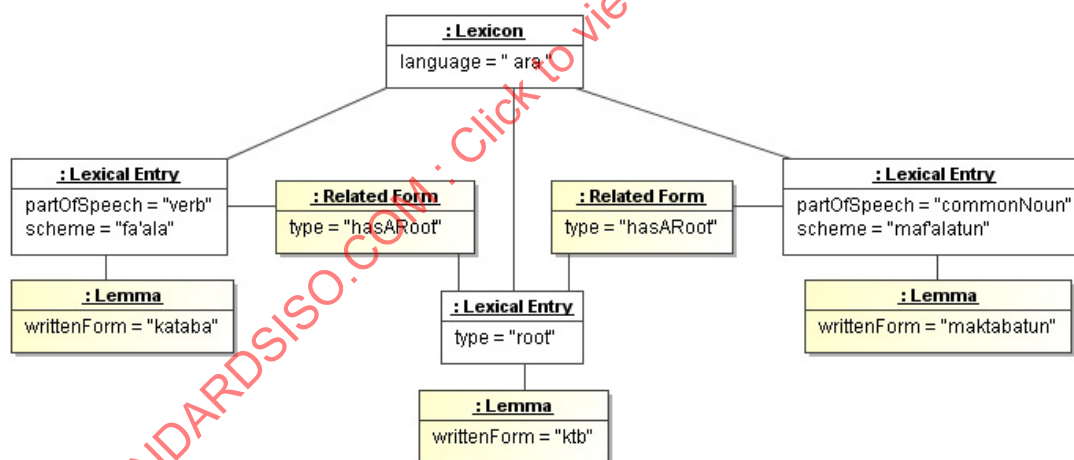 : Lexicon
language = " ara "
: Lexical Entry
partOfSpeech = "verb"
scheme = "fa'ala"
: Related Form
type = "hasARoot"
: Related Form
type = "hasARoot"
: Lexical Entry
partOfSpeech = "commonNoun"
scheme = "maf'alatun"
: Lemma
writtenForm = "kataba"
: Lexical Entry
type = "root"
: Lemma
writtenForm = "maktabatun"
: Lemma
writtenForm = "ktb"
NDARDSISO.COM : Click to vie